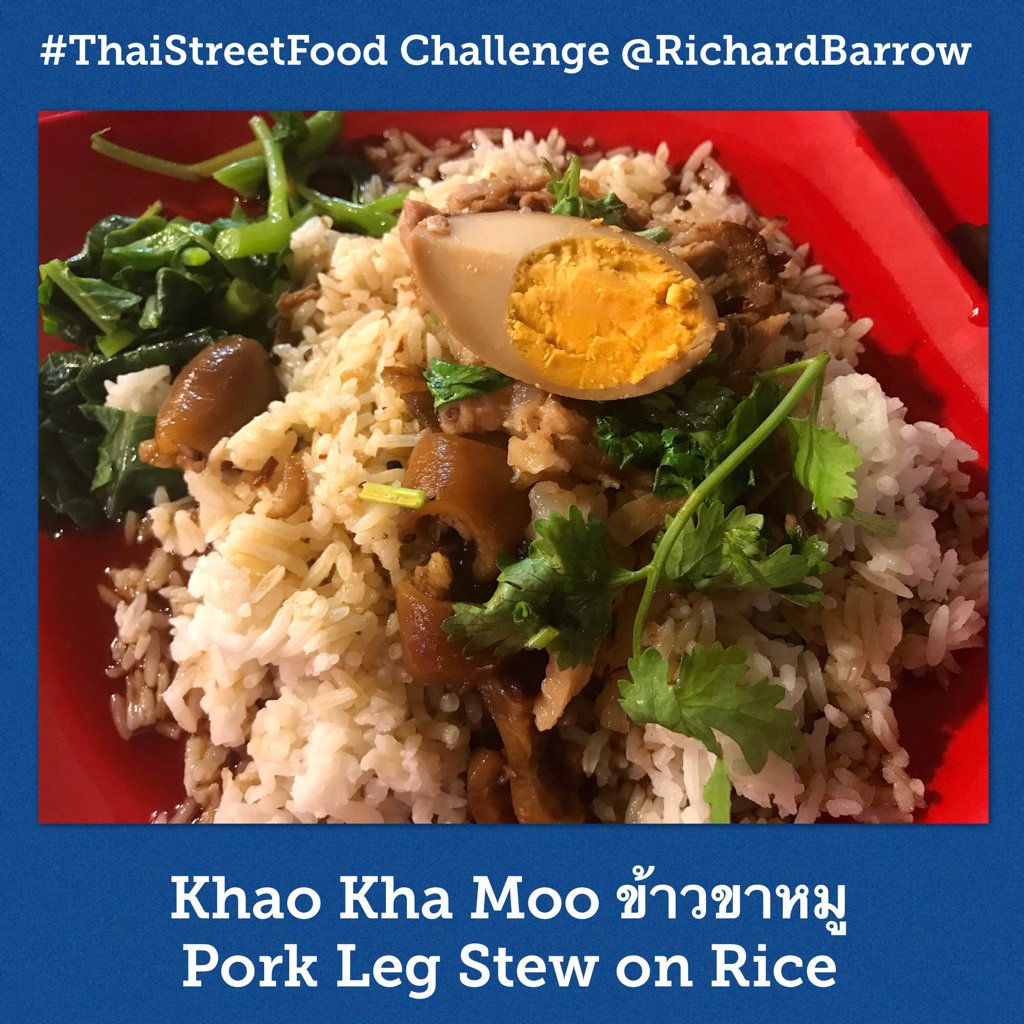 #ThaiStreetFood Challenge @RichardBarrow
Khao Kha Moo ข้าวขาหมู
Pork Leg Stew on Rice